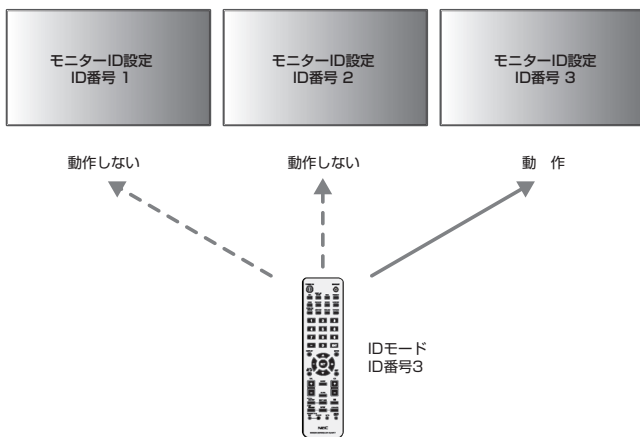 モニターID設定
ID番号 1
モニターID設定
ID番号 2
モニターID設定
ID番号 3
動作しない
動作しない
動 作
IDモード
ID番号3
NEC